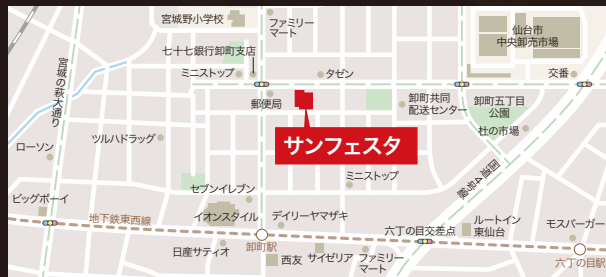 宮城野小学校
ファミリー
マート
仙台市
中央卸売市場
七十七銀行卸町支店
ミニストップ
タゼン
交番
宮城の萩大通り
郵便局
卸町共同
配送センター
卸町五丁目
公園
杜の市場
ツルハドラッグ
サンフェスタ
ローソン
国道4号線
ミニストップ
セブンイレブン
ビッグボーイ
イオンスタイル
デイリーヤマザキ
地下鉄東西線
六丁の目交差点
ルートイン
東仙台
モスバーガー
日産サティオ
卸町駅
西友
サイゼリア
ファミリー
マート
六丁の目駅